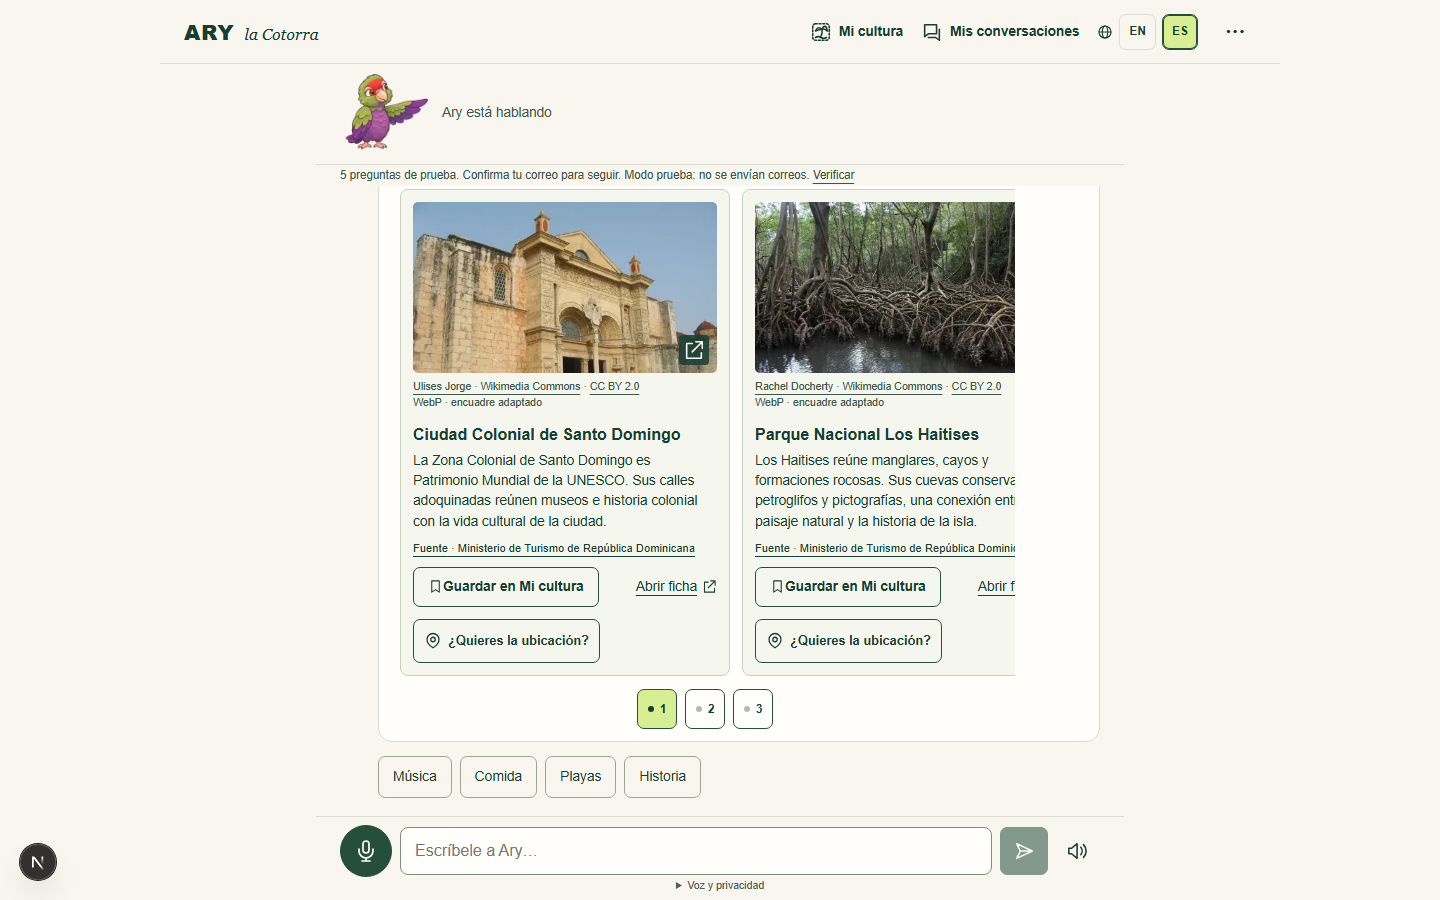 ARY la Cotorra
Mi cultura
Mis conversaciones
EN
ES
Ary está hablando
5 preguntas de prueba. Confirma tu correo para seguir. Modo prueba: no se envían correos. Verificar
Ulises Jorge · Wikimedia Commons · CC BY 2.0
WebP · encuadre adaptado
Ciudad Colonial de Santo Domingo
La Zona Colonial de Santo Domingo es
Patrimonio Mundial de la UNESCO. Sus calles
adoquinadas reúnen museos e historia colonial
con la vida cultural de la ciudad.
Fuente · Ministerio de Turismo de República Dominicana
Guardar en Mi cultura
Abrir ficha
¿Quieres la ubicación?
Rachel Docherty · Wikimedia Commons · CC BY 2.0
WebP · encuadre adaptado
Parque Nacional Los Haitises
Los Haitises reúne manglares, cayos y
formaciones rocosas. Sus cuevas conserva
petroglifos y pictografías, una conexión ent
paisaje natural y la historia de la isla.
Fuente · Ministerio de Turismo de República Dominic
Guardar en Mi cultura
Abrir f
¿Quieres la ubicación?
1
2
3
Música
Comida
Playas
Historia
Escríbele a Ary...
Voz y privacidad
N